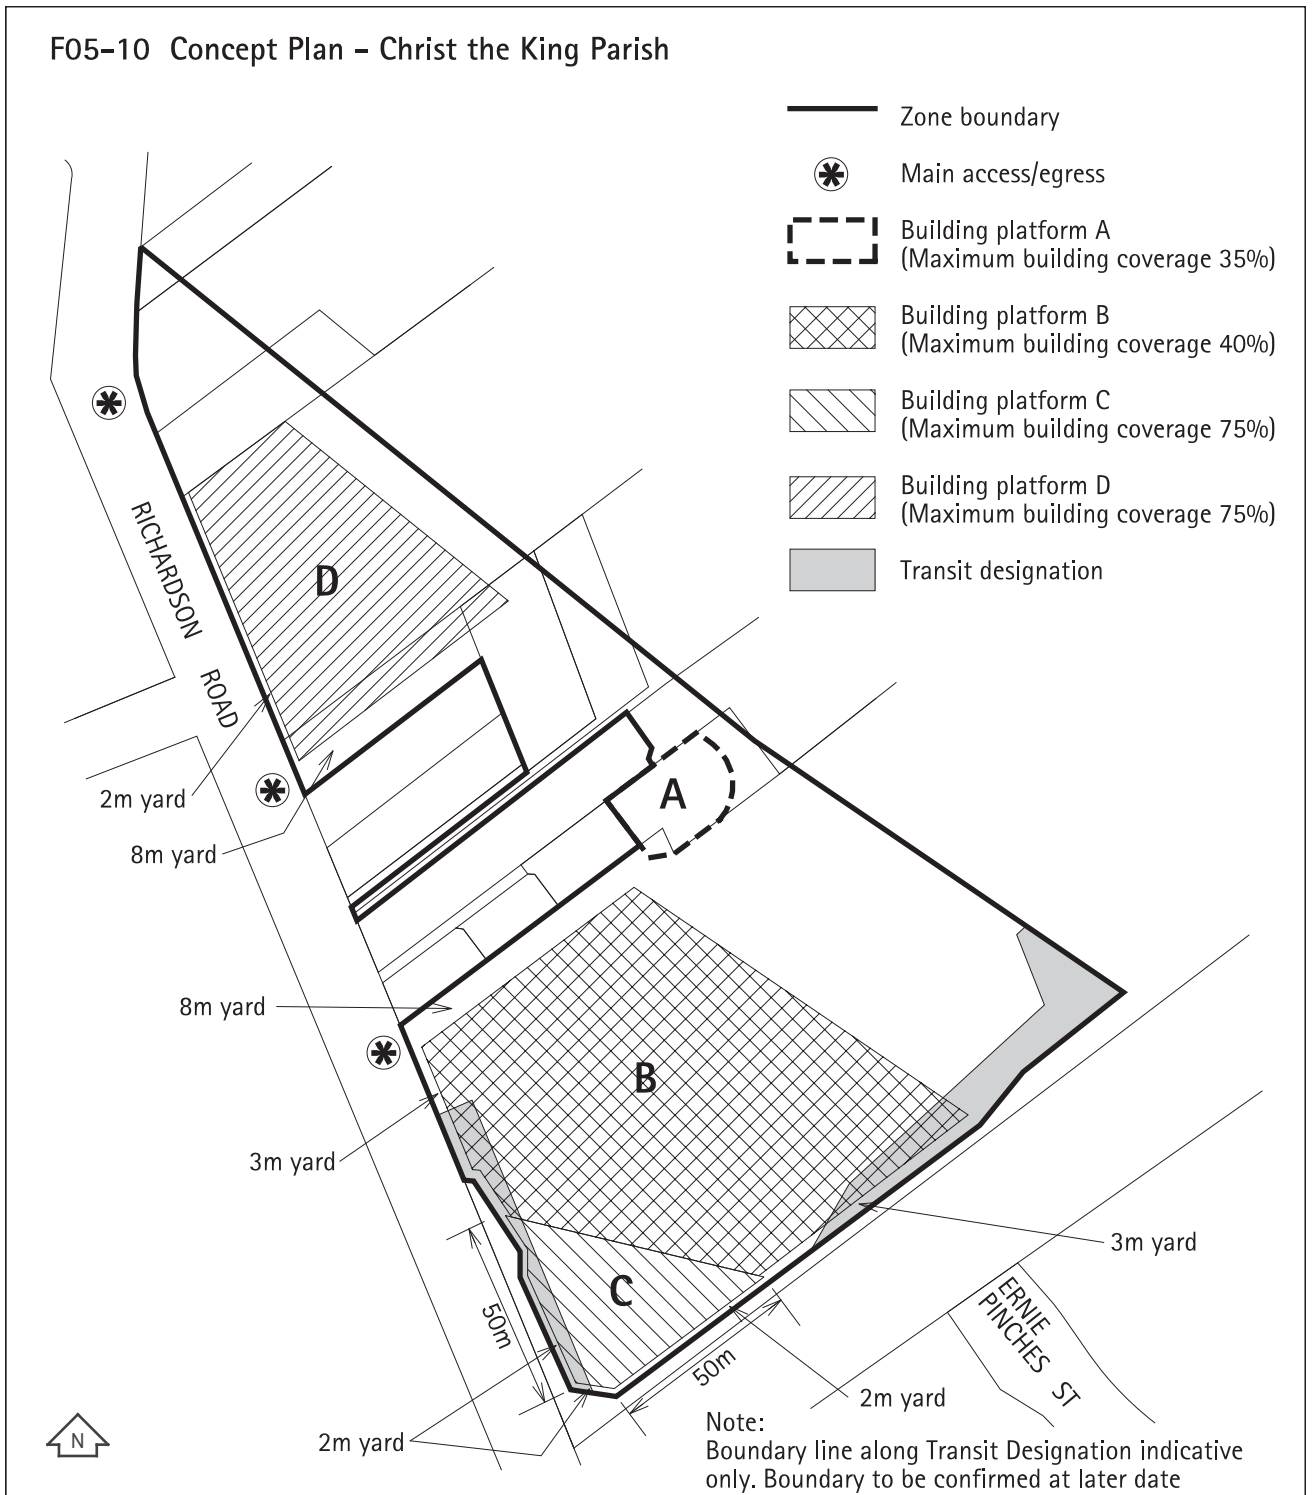 F05-10 Concept Plan - Christ the King Parish
Zone boundary
Main access/egress
Building platform A
(Maximum building coverage 35%)
Building platform B
(Maximum building coverage 40%)
Building platform C
(Maximum building coverage 75%)
Building platform D
(Maximum building coverage 75%)
Transit designation
RICHARDSON ROAD
D
2m yard
8m yard
A
8m yard
B
3m yard
3m yard
C
50m
50m
ERNIE
PINCHES ST
2m yard
2m yard
N
Note:
Boundary line along Transit Designation indicative
only. Boundary to be confirmed at later date